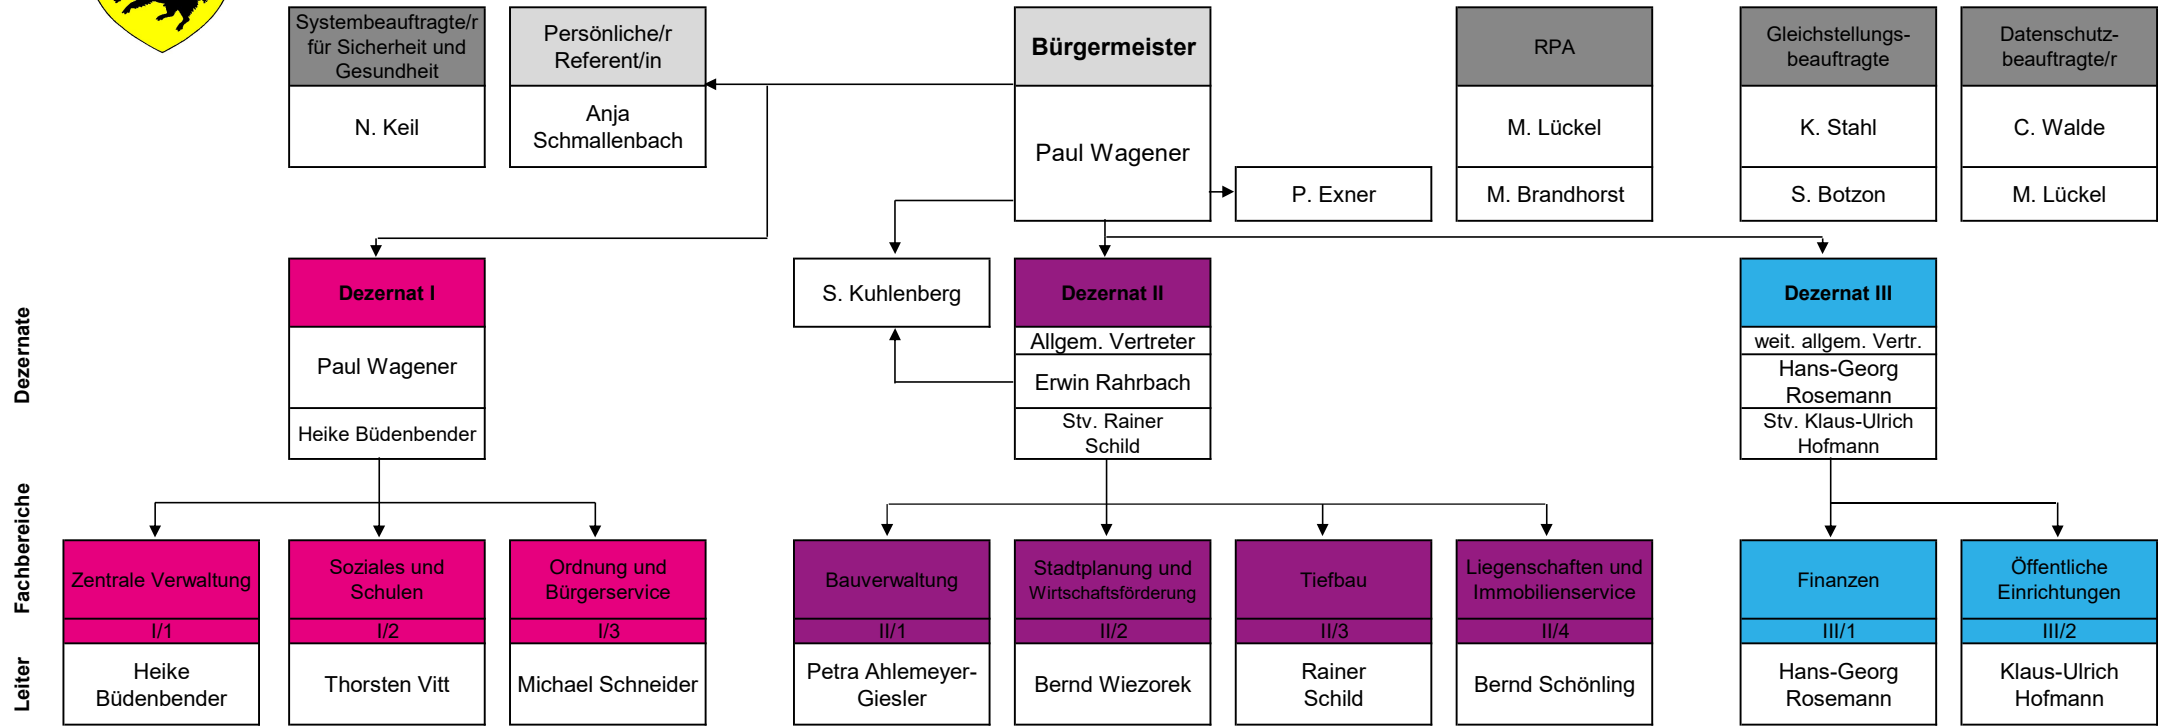 Systembeauftragte/r
für Sicherheit und
Gesundheit
N. Keil
Persönliche/r
Referent/in
Anja
Schmallenbach
Bürgermeister
Paul Wagener
P. Exner
RPA
M. Lückel
M. Brandhorst
Gleichstellungs-
beauftragte
K. Stahl
S. Botzon
Datenschutz-
beauftragte/r
C. Walde
M. Lückel
Dezernate
Dezernat I
Paul Wagener
Heike Büdenbender
S. Kuhlenberg
Dezernat II
Allgem. Vertreter
Erwin Rahrbach
Stv. Rainer
Schild
Dezernat III
weit. allgem. Vertr.
Hans-Georg
Rosemann
Stv. Klaus-Ulrich
Hofmann
Fachbereiche
Leiter
Zentrale Verwaltung
I/1
Heike
Büdenbender
Soziales und
Schulen
I/2
Thorsten Vitt
Ordnung und
Bürgerservice
I/3
Michael Schneider
Bauverwaltung
II/1
Petra Ahlemeyer-
Giesler
Stadtplanung und
Wirtschaftsförderung
II/2
Bernd Wiezorek
Tiefbau
II/3
Rainer
Schild
Liegenschaften und
Immobilienservice
II/4
Bernd Schönling
Finanzen
III/1
Hans-Georg
Rosemann
Öffentliche
Einrichtungen
III/2
Klaus-Ulrich
Hofmann